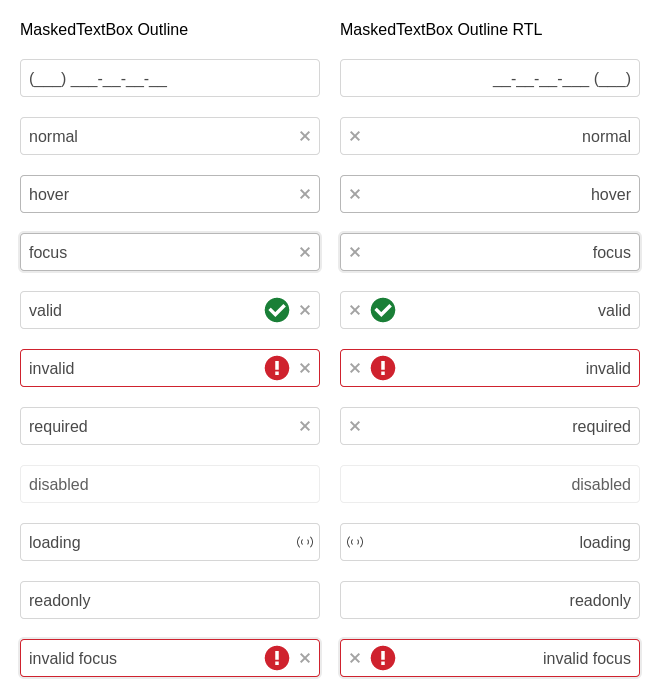 MaskedTextBox Outline MaskedTextBox Outline RTL
(___) ___-__-__-__ __-__-__-___ (___)
normal normal
hover hover
focus focus
valid valid
invalid invalid
required required
disabled disabled
loading loading
readonly readonly
invalid focus invalid focus